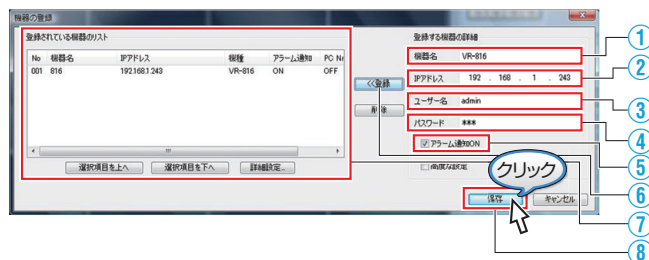 機器の登録
登録されている機器のリスト
No 機器名 IPアドレス 機種 アラーム通知 PC Nr
001 816 192.168.1.243 VR-816 ON OFF
選択項目を上へ 選択項目を下へ 詳細設定...
<<登録
削除
登録する機器の詳細
機器名 VR-816
IPアドレス 192 . 168 . 1 . 243
ユーザー名 admin
パスワード ***
アラーム通知ON
高度な設定
クリック
保存 キャンセル
①
②
③
④
⑤
⑥
⑦
⑧